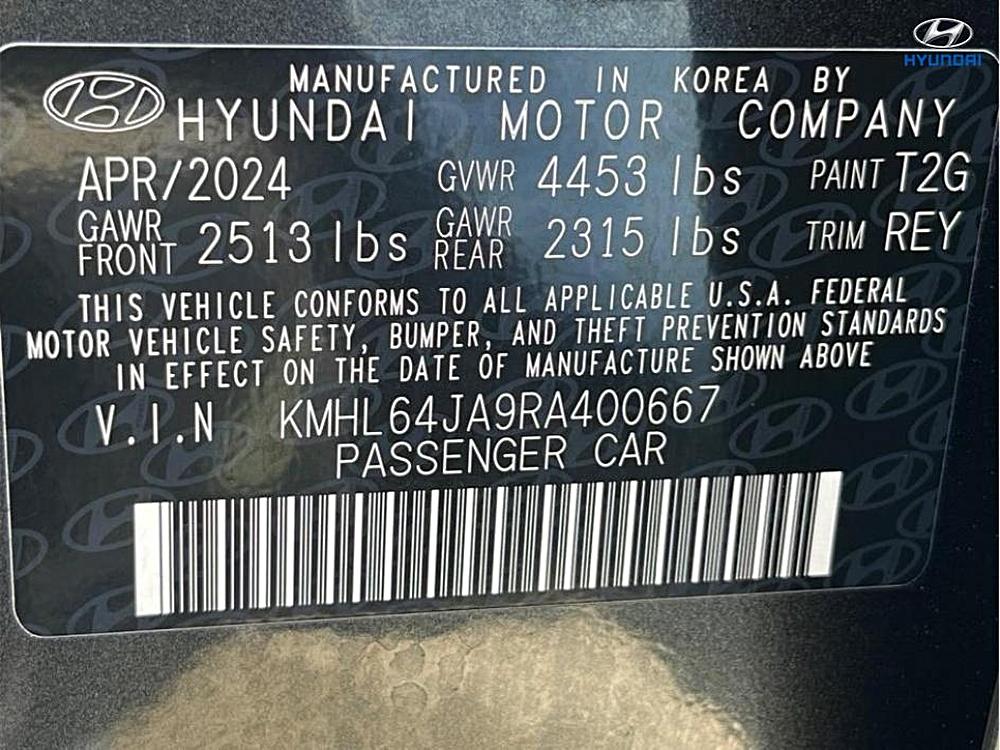 HYUNDAI
MANUFACTURED IN KOREA BY
HYUNDAI MOTOR COMPANY
APR/2024 GVWR 4453 lbs PAINT T2G
GAWR FRONT 2513 lbs GAWR REAR 2315 lbs TRIM REY
THIS VEHICLE CONFORMS TO ALL APPLICABLE U.S.A. FEDERAL
MOTOR VEHICLE SAFETY, BUMPER, AND THEFT PREVENTION STANDARDS
IN EFFECT ON THE DATE OF MANUFACTURE SHOWN ABOVE
V.I.N KMHL64JA9RA400667
PASSENGER CAR